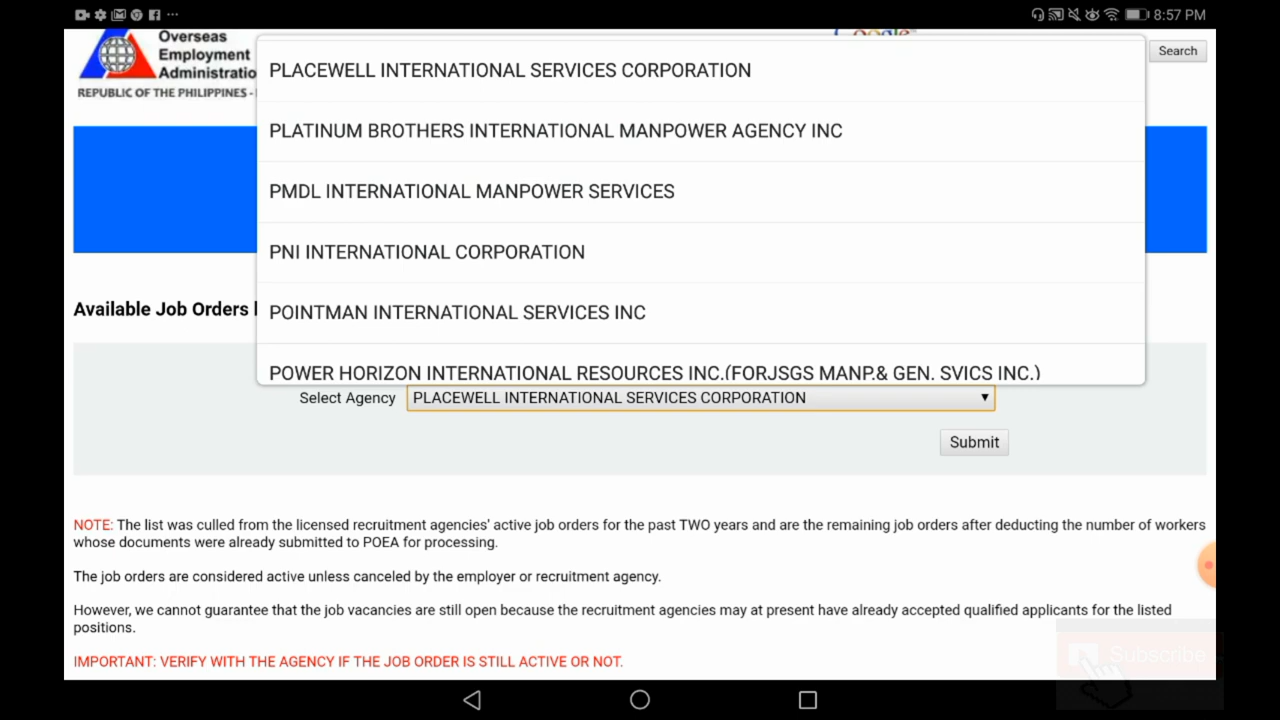 8:57 PM
Overseas
Employment
Administratio
REPUBLIC OF THE PHILIPPINES -
Search
PLACEWELL INTERNATIONAL SERVICES CORPORATION
PLATINUM BROTHERS INTERNATIONAL MANPOWER AGENCY INC
PMDL INTERNATIONAL MANPOWER SERVICES
PNI INTERNATIONAL CORPORATION
POINTMAN INTERNATIONAL SERVICES INC
POWER HORIZON INTERNATIONAL RESOURCES INC.(FORJSGS MANP.& GEN. SVICS INC.)
Available Job Orders
Select Agency PLACEWELL INTERNATIONAL SERVICES CORPORATION
Submit
NOTE: The list was culled from the licensed recruitment agencies' active job orders for the past TWO years and are the remaining job orders after deducting the number of workers
whose documents were already submitted to POEA for processing.
The job orders are considered active unless canceled by the employer or recruitment agency.
However, we cannot guarantee that the job vacancies are still open because the recruitment agencies may at present have already accepted qualified applicants for the listed
positions.
IMPORTANT: VERIFY WITH THE AGENCY IF THE JOB ORDER IS STILL ACTIVE OR NOT.
Subscribe